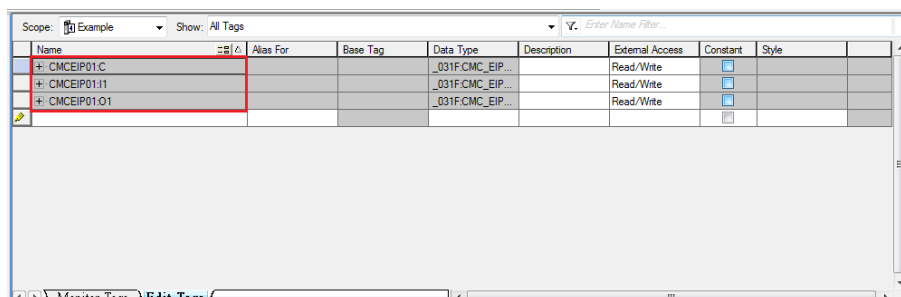 Scope: Example Show: All Tags Enter Name Filter...
Name Alias For Base Tag Data Type Description External Access Constant Style
CMCEIP01:C _031F:CMC_EIP... Read/Write
CMCEIP01:I1 _031F:CMC_EIP... Read/Write
CMCEIP01:O1 _031F:CMC_EIP... Read/Write
Monitor Tags Edit Tags